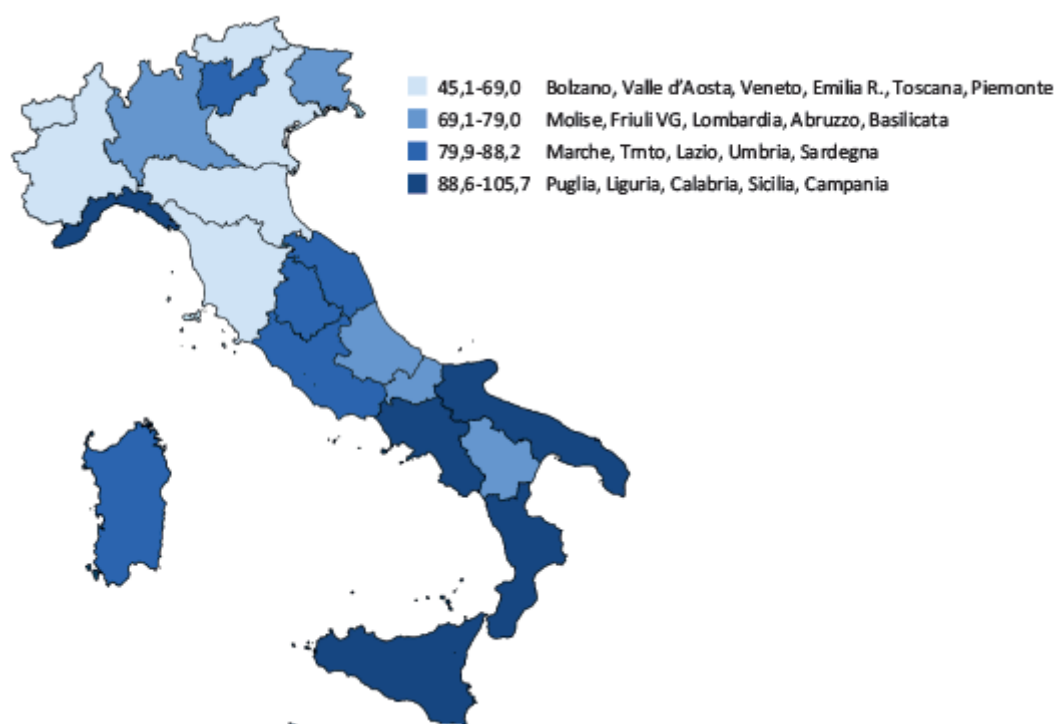 45,1-69,0 Bolzano, Valle d'Aosta, Veneto, Emilia R., Toscana, Piemonte
69,1-79,0 Molise, Friuli VG, Lombardia, Abruzzo, Basilicata
79,9-88,2 Marche, Trnto, Lazio, Umbria, Sardegna
88,6-105,7 Puglia, Liguria, Calabria, Sicilia, Campania